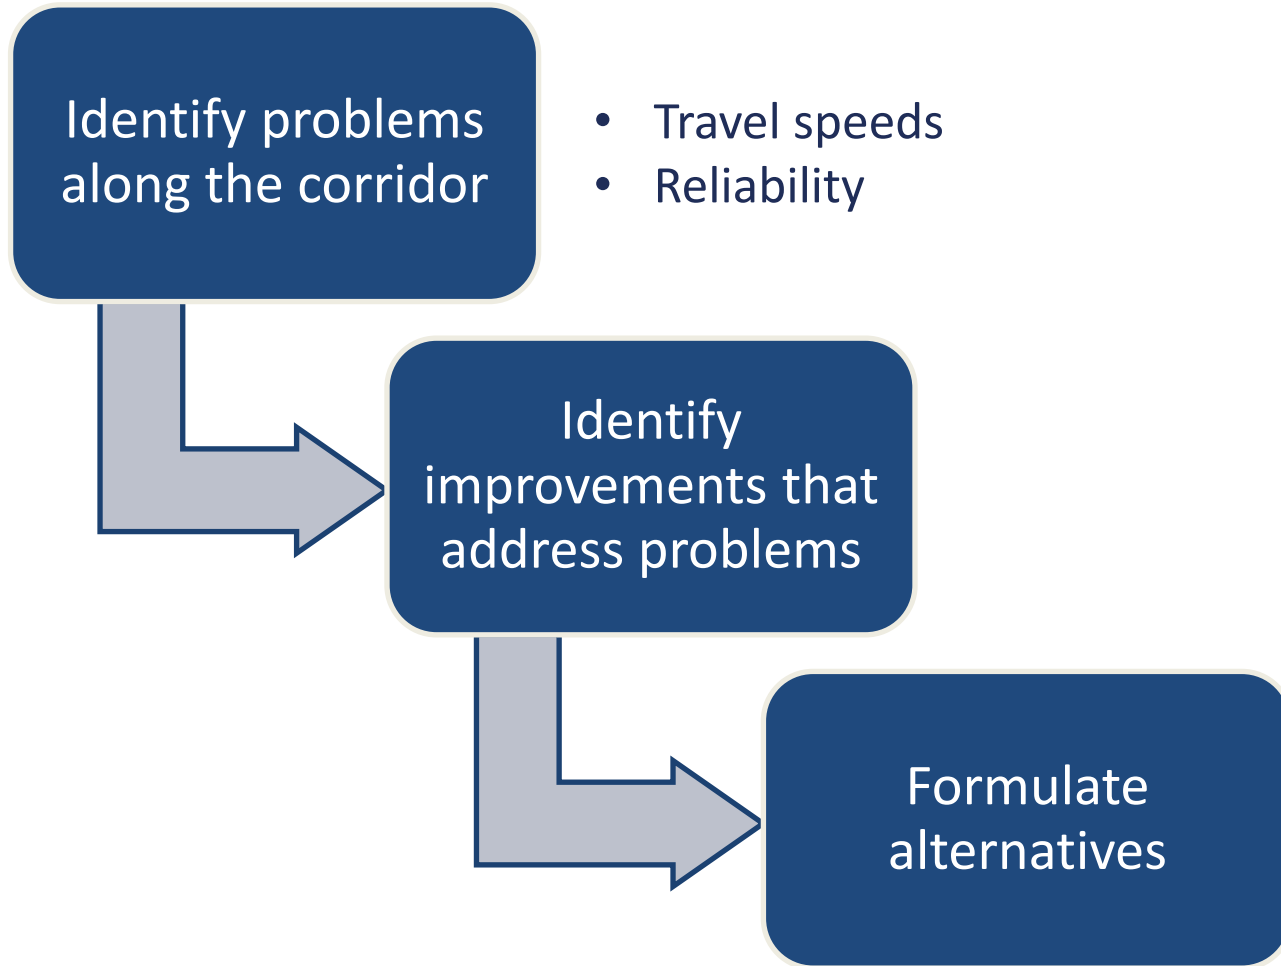 Identify problems
along the corridor
• Travel speeds
• Reliability
Identify
improvements that
address problems
Formulate
alternatives